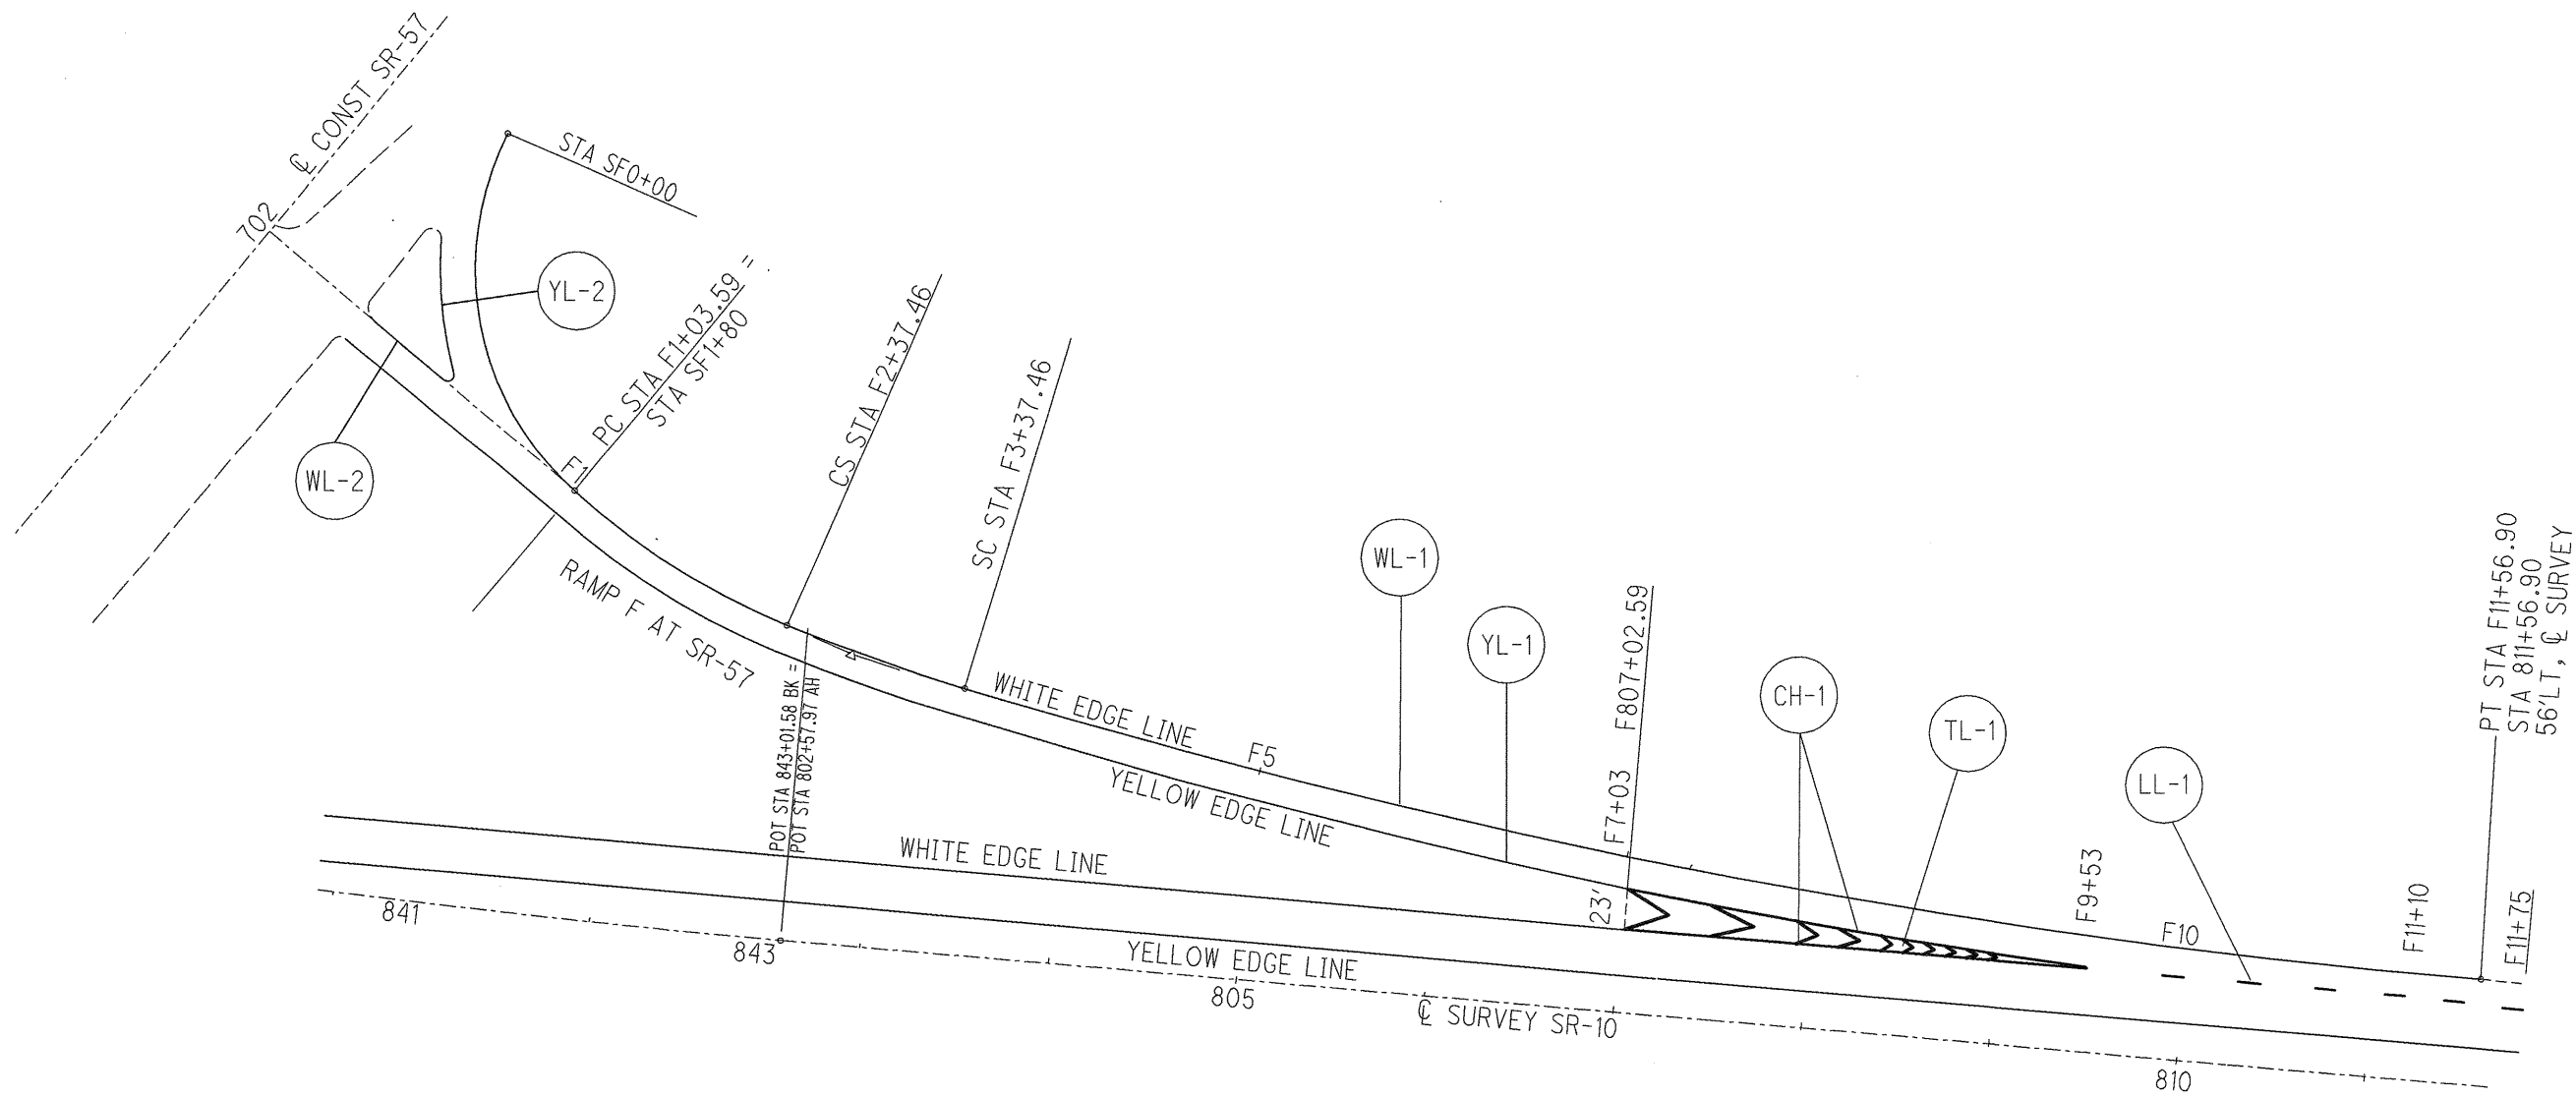 ℄ CONST SR-57
702
STA SF0+00
YL-2
WL-2
F1
PC STA F1+03.59 =
STA SF1+80
CS STA F2+37.46
SC STA F3+37.46
RAMP F AT SR-57
POT STA 843+01.58 BK =
POT STA 802+57.97 AH
WHITE EDGE LINE
F5
YELLOW EDGE LINE
WL-1
YL-1
F7+03 F807+02.59
23'
CH-1
TL-1
LL-1
F9+53
F10
F11+10
PT STA F11+56.90
STA 811+56.90
56'LT, ℄ SURVEY
F11+75
WHITE EDGE LINE
841
843
YELLOW EDGE LINE
805
℄ SURVEY SR-10
810